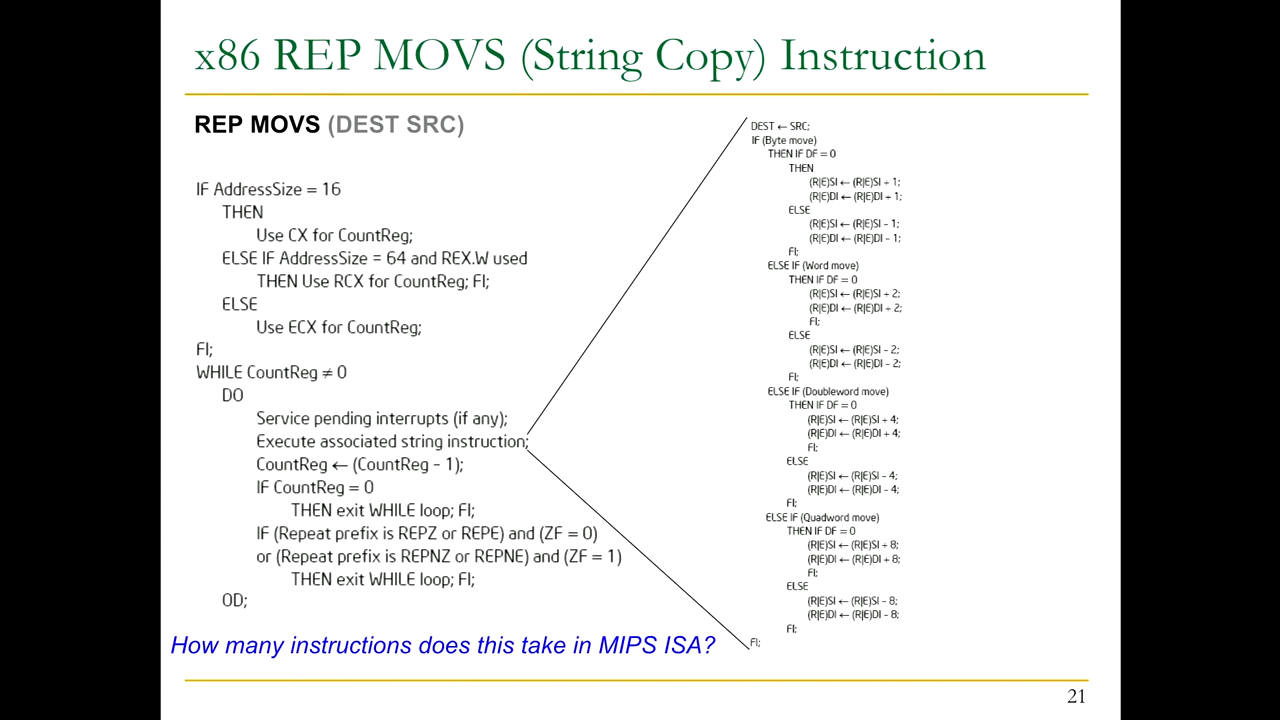 x86 REP MOVS (String Copy) Instruction
REP MOVS (DEST SRC)
IF AddressSize = 16
THEN
Use CX for CountReg;
ELSE IF AddressSize = 64 and REX.W used
THEN Use RCX for CountReg; FI;
ELSE
Use ECX for CountReg;
FI;
WHILE CountReg ≠ 0
DO
Service pending interrupts (if any);
Execute associated string instruction;
CountReg ← (CountReg – 1);
IF CountReg = 0
THEN exit WHILE loop; FI;
IF (Repeat prefix is REPZ or REPE) and (ZF = 0)
or (Repeat prefix is REPNZ or REPNE) and (ZF = 1)
THEN exit WHILE loop; FI;
OD;
DEST ← SRC;
IF (Byte move)
THEN IF DF = 0
THEN
(R|E)SI ← (R|E)SI + 1;
(R|E)DI ← (R|E)DI + 1;
ELSE
(R|E)SI ← (R|E)SI – 1;
(R|E)DI ← (R|E)DI – 1;
FI;
ELSE IF (Word move)
THEN IF DF = 0
(R|E)SI ← (R|E)SI + 2;
(R|E)DI ← (R|E)DI + 2;
FI;
ELSE
(R|E)SI ← (R|E)SI – 2;
(R|E)DI ← (R|E)DI – 2;
FI;
ELSE IF (Doubleword move)
THEN IF DF = 0
(R|E)SI ← (R|E)SI + 4;
(R|E)DI ← (R|E)DI + 4;
FI;
ELSE
(R|E)SI ← (R|E)SI – 4;
(R|E)DI ← (R|E)DI – 4;
FI;
ELSE IF (Quadword move)
THEN IF DF = 0
(R|E)SI ← (R|E)SI + 8;
(R|E)DI ← (R|E)DI + 8;
FI;
ELSE
(R|E)SI ← (R|E)SI – 8;
(R|E)DI ← (R|E)DI – 8;
FI;
FI;
How many instructions does this take in MIPS ISA?
21